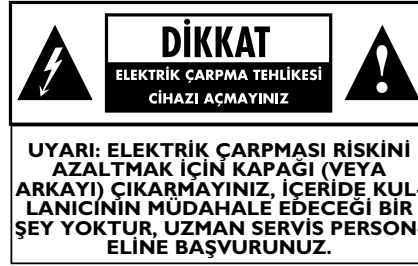 DİKKAT
ELEKTRİK ÇARPMA TEHLİKESİ
CİHAZI AÇMAYINIZ
UYARI: ELEKTRİK ÇARPMASI RİSKİNİ
AZALTMAK İÇİN KAPAĞI (VEYA
ARKAYI) ÇIKARMAYINIZ, İÇERİDE KUL-
LANICININ MÜDAHALE EDECEĞİ BİR
ŞEY YOKTUR, UZMAN SERVİS PERSON-
ELİNE BAŞVURUNUZ.